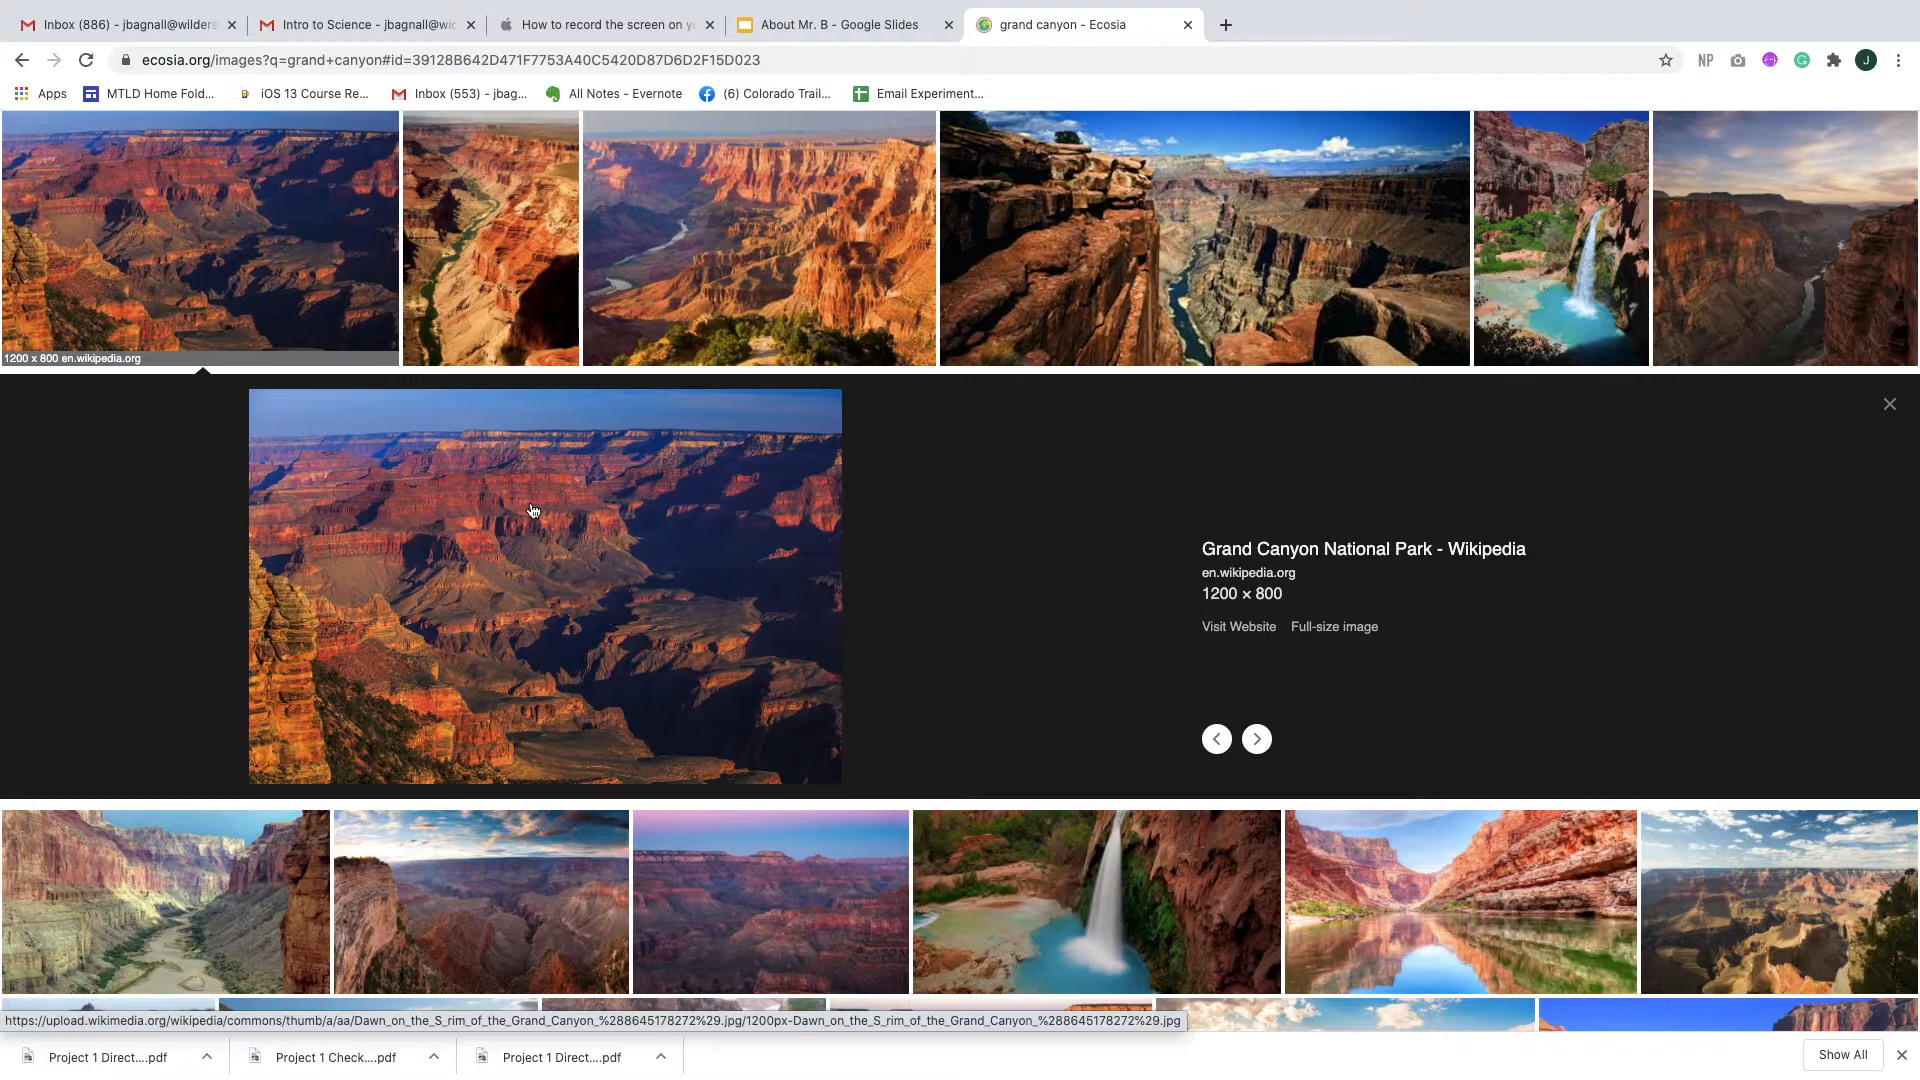 Inbox (886) - jbagnall@wilders
Intro to Science - jbagnall@wic
How to record the screen on yo
About Mr. B - Google Slides
grand canyon - Ecosia
ecosia.org/images?q=grand+canyon#id=39128B642D471F7753A40C5420D87D6D2F15D023
NP
J
Apps
MTLD Home Fold...
iOS 13 Course Re...
Inbox (553) - jbag...
All Notes - Evernote
(6) Colorado Trail...
Email Experiment...
1200 x 800 en.wikipedia.org
Grand Canyon National Park - Wikipedia
en.wikipedia.org
1200 × 800
Visit Website Full-size image
https://upload.wikimedia.org/wikipedia/commons/thumb/a/aa/Dawn_on_the_S_rim_of_the_Grand_Canyon_%288645178272%29.jpg/1200px-Dawn_on_the_S_rim_of_the_Grand_Canyon_%288645178272%29.jpg
Project 1 Direct....pdf
Project 1 Check....pdf
Project 1 Direct....pdf
Show All